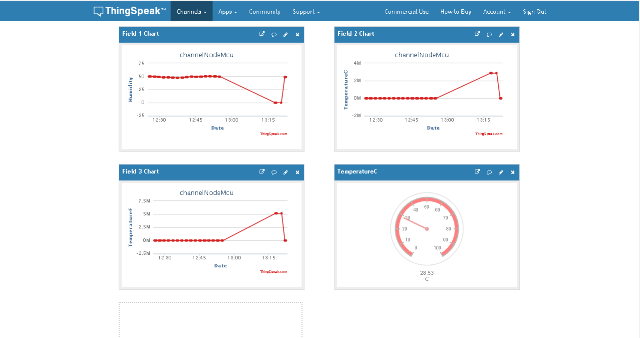 ThingSpeak™ Channels Apps Community Support Commercial Use How to Buy Account Sign Out
Field 1 Chart
channelNodeMcu
Humidity
75
50
25
0
-25
12:30 12:45 13:00 13:15
Date
ThingSpeak.com
Field 2 Chart
channelNodeMcu
TemperatureC
4M
2M
0M
-2M
12:30 12:45 13:00 13:15
Date
ThingSpeak.com
Field 3 Chart
channelNodeMcu
TemperatureF
7.5M
5M
2.5M
0M
-2.5M
12:30 12:45 13:00 13:15
Date
ThingSpeak.com
TemperatureC
0 10 20 30 40 50 60 70 80 90 100
28.53
C